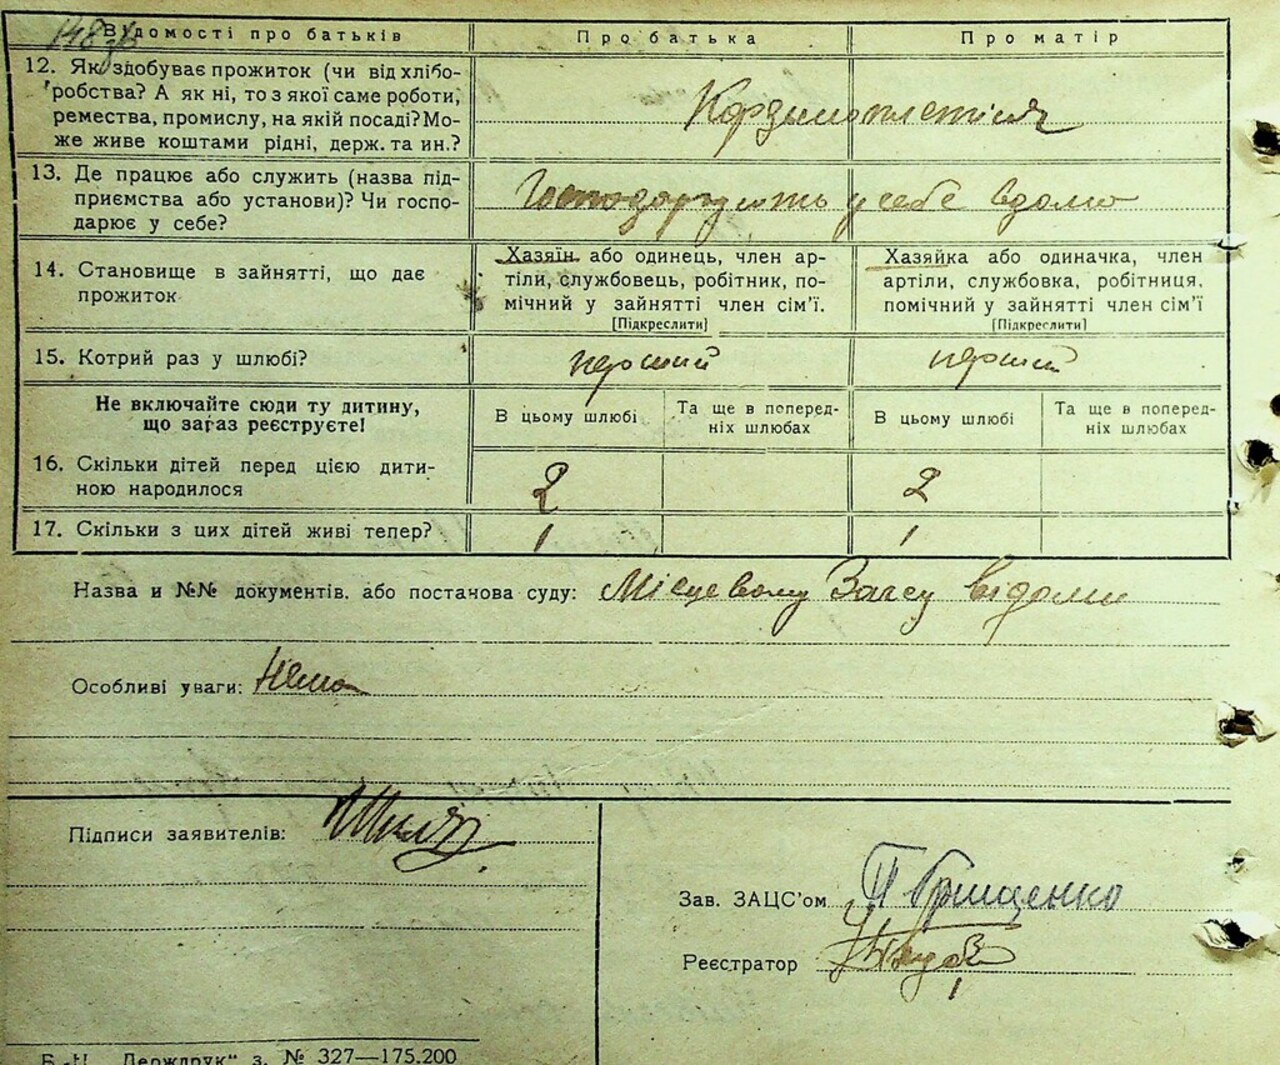 148 зв
Відомості про батьків Про батька Про матір
12. Як здобуває прожиток (чи від хлібо-
робства? А як ні, то з якої саме роботи,
ремества, промислу, на якій посаді? Мо-
же живе коштами рідні, держ. та ин.?
Корзиноплетіння
13. Де працює або служить (назва під-
приємства або установи)? Чи госпо-
дарює у себе?
Господарюють у себе вдома
14. Становище в зайнятті, що дає
прожиток
Хазяїн або одинець, член ар-
тіли, службовець, робітник, по-
мічний у зайнятті член сім'ї.
[Підкреслити]
Хазяйка або одиначка, член
артіли, службовка, робітниця,
помічний у зайнятті член сім'ї
[Підкреслити]
15. Котрий раз у шлюбі? перший перший
Не включайте сюди ту дитину,
що загаз реєструєте!
В цьому шлюбі
Та ще в поперед-
ніх шлюбах
В цьому шлюбі
Та ще в поперед-
ніх шлюбах
16. Скільки дітей перед цією дити-
ною народилося
2 2
17. Скільки з цих дітей живі тепер? 1 1
Назва и №№ документів, або постанова суду: Місцевому Загсу відоми
Особливі уваги: Нема
Підписи заявителів:
Зав. ЗАЦС'ом П Грищенко
Реєстратор
Б.-Ц. „Держдрук“ з. № 327—175.200